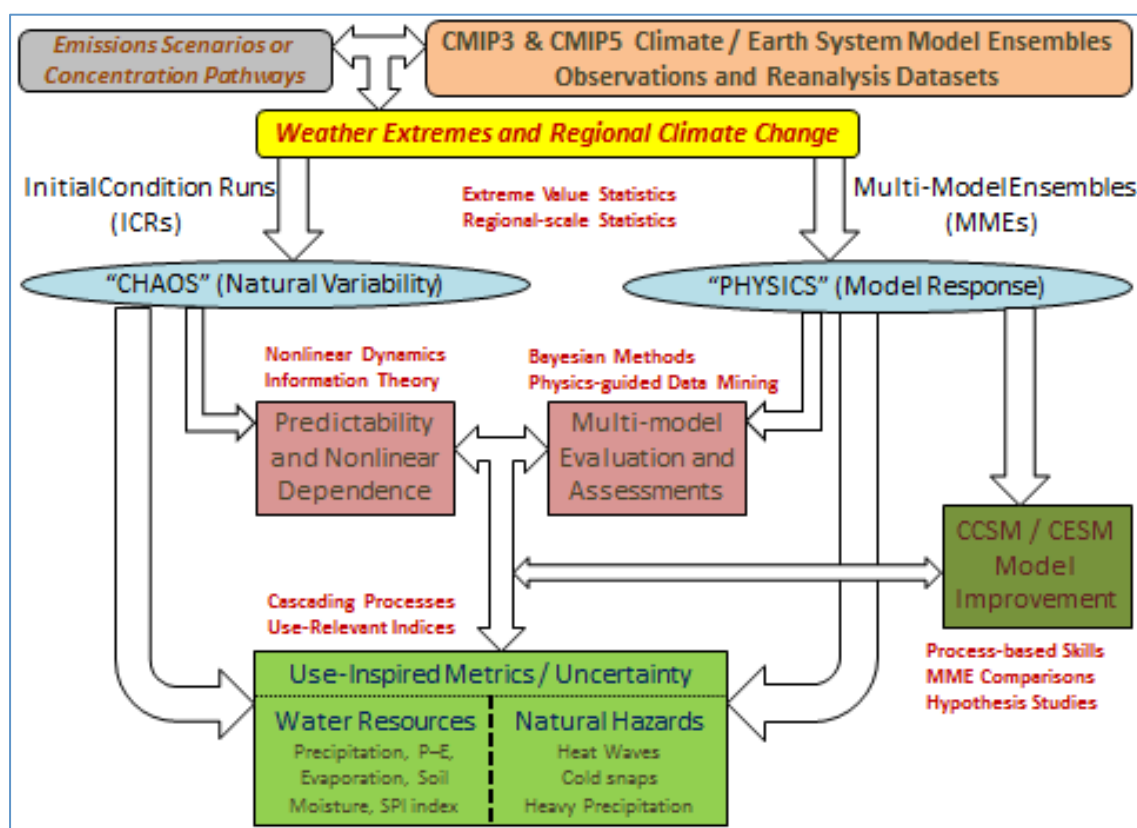 Emissions Scenarios or
Concentration Pathways
CMIP3 & CMIP5 Climate / Earth System Model Ensembles
Observations and Reanalysis Datasets
Weather Extremes and Regional Climate Change
Initial Condition Runs
(ICRs)
Extreme Value Statistics
Regional-scale Statistics
Multi-Model Ensembles
(MMEs)
“CHAOS” (Natural Variability)
“PHYSICS” (Model Response)
Nonlinear Dynamics
Information Theory
Bayesian Methods
Physics-guided Data Mining
Predictability
and Nonlinear
Dependence
Multi-model
Evaluation and
Assessments
CCSM / CESM
Model
Improvement
Cascading Processes
Use-Relevant Indices
Process-based Skills
MME Comparisons
Hypothesis Studies
Use-Inspired Metrics / Uncertainty
Water Resources
Precipitation, P–E,
Evaporation, Soil
Moisture, SPI index
Natural Hazards
Heat Waves
Cold snaps
Heavy Precipitation